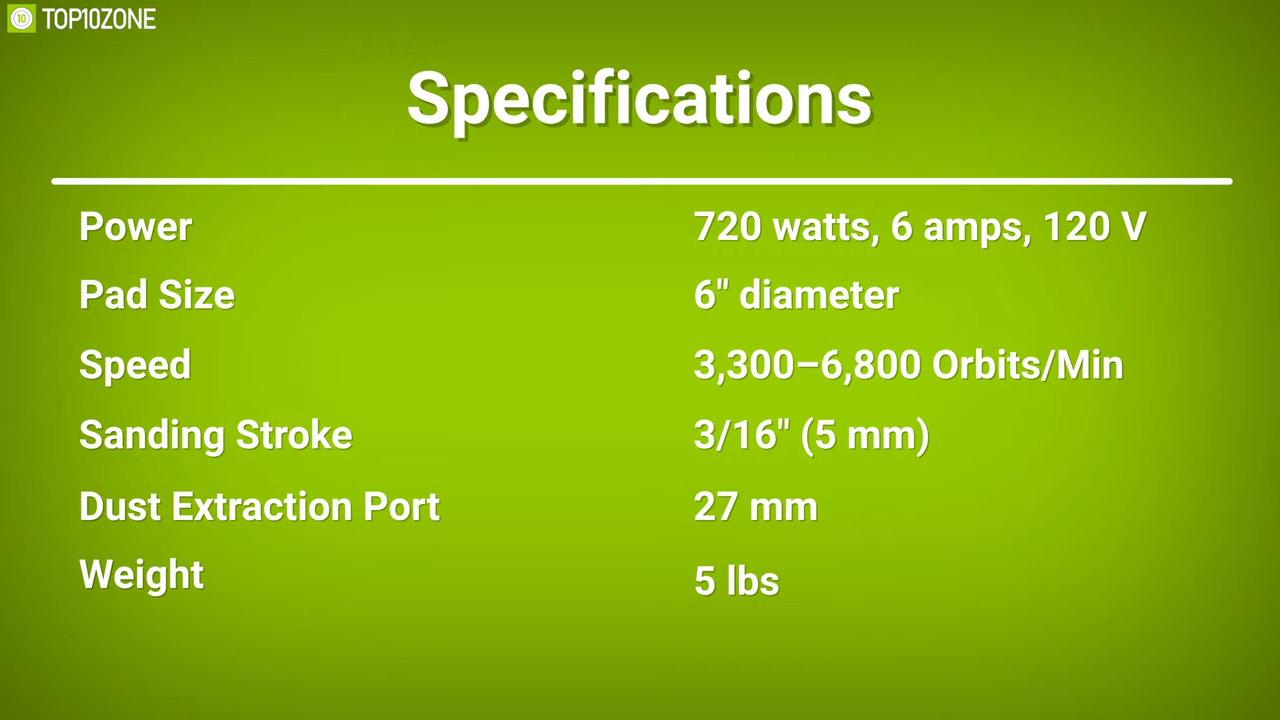 TOP10ZONE
Specifications
Power 720 watts, 6 amps, 120 V
Pad Size 6" diameter
Speed 3,300–6,800 Orbits/Min
Sanding Stroke 3/16" (5 mm)
Dust Extraction Port 27 mm
Weight 5 lbs